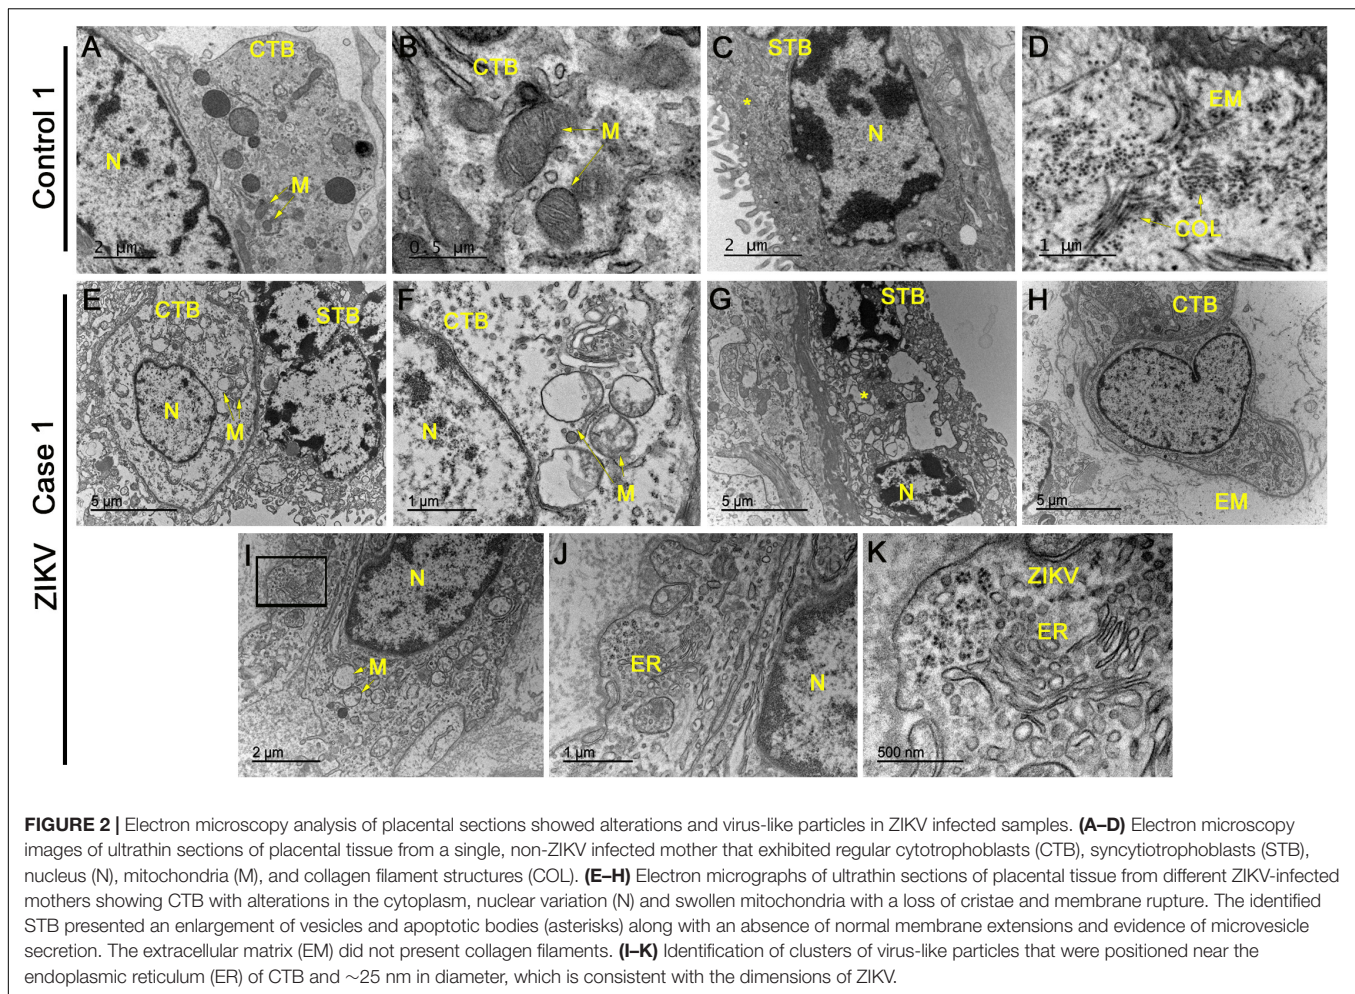 Control 1
A
CTB
N
M
2 µm
B
CTB
M
0.5 µm
C
STB
*
N
2 µm
D
EM
COL
1 µm
ZIKV Case 1
E
CTB
STB
N
M
5 µm
F
CTB
N
M
1 µm
G
STB
*
N
5 µm
H
CTB
EM
5 µm
I
N
M
2 µm
J
ER
N
1 µm
K
ZIKV
ER
500 nm
FIGURE 2 | Electron microscopy analysis of placental sections showed alterations and virus-like particles in ZIKV infected samples. (A–D) Electron microscopy
images of ultrathin sections of placental tissue from a single, non-ZIKV infected mother that exhibited regular cytotrophoblasts (CTB), syncytiotrophoblasts (STB),
nucleus (N), mitochondria (M), and collagen filament structures (COL). (E–H) Electron micrographs of ultrathin sections of placental tissue from different ZIKV-infected
mothers showing CTB with alterations in the cytoplasm, nuclear variation (N) and swollen mitochondria with a loss of cristae and membrane rupture. The identified
STB presented an enlargement of vesicles and apoptotic bodies (asterisks) along with an absence of normal membrane extensions and evidence of microvesicle
secretion. The extracellular matrix (EM) did not present collagen filaments. (I–K) Identification of clusters of virus-like particles that were positioned near the
endoplasmic reticulum (ER) of CTB and ∼25 nm in diameter, which is consistent with the dimensions of ZIKV.